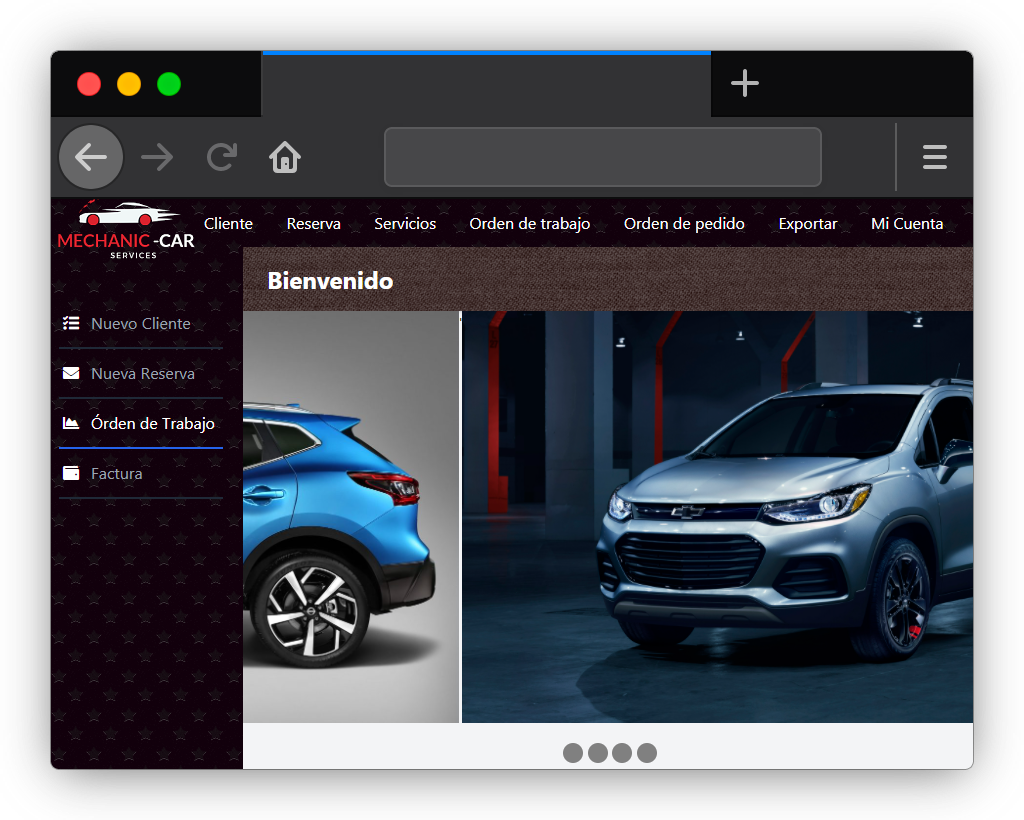 MECHANIC-CAR
SERVICES
Cliente Reserva Servicios Orden de trabajo Orden de pedido Exportar Mi Cuenta
Bienvenido
Nuevo Cliente
Nueva Reserva
Órden de Trabajo
Factura